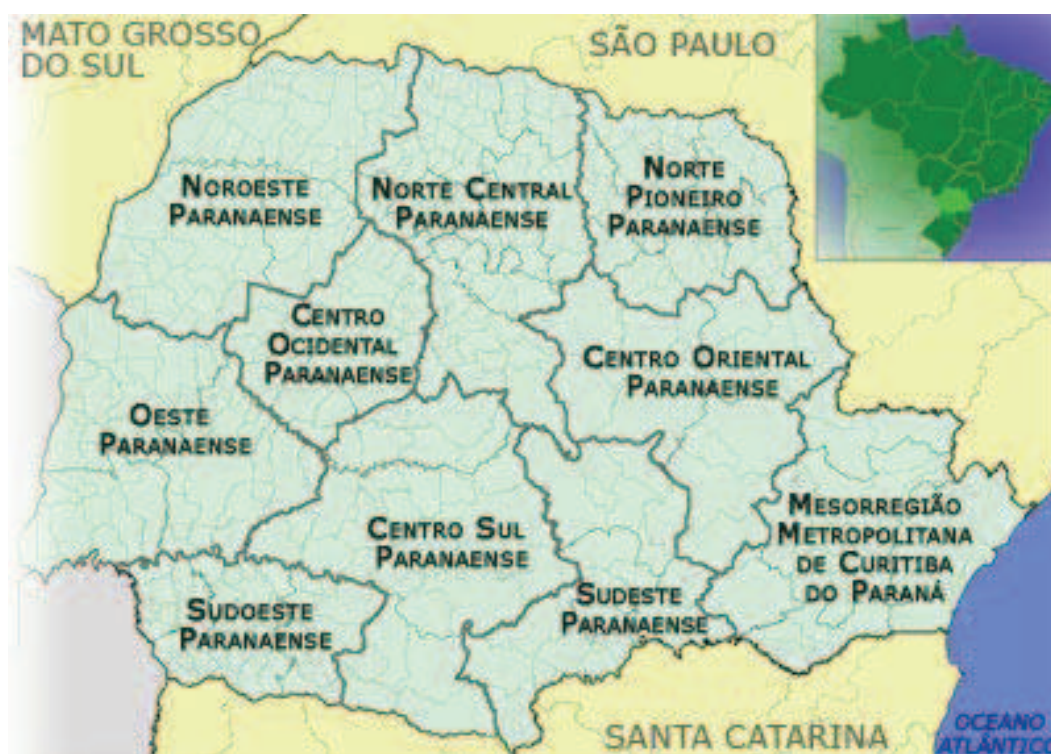 MATO GROSSO
DO SUL
SÃO PAULO
NOROESTE
PARANAENSE
NORTE CENTRAL
PARANAENSE
NORTE
PIONEIRO
PARANAENSE
CENTRO
OCIDENTAL
PARANAENSE
CENTRO ORIENTAL
PARANAENSE
OESTE
PARANAENSE
CENTRO SUL
PARANAENSE
MESORREGIÃO
METROPOLITANA
DE CURITIBA
DO PARANÁ
SUDOESTE
PARANAENSE
SUDESTE
PARANAENSE
SANTA CATARINA
OCEANO
ATLÂNTICO